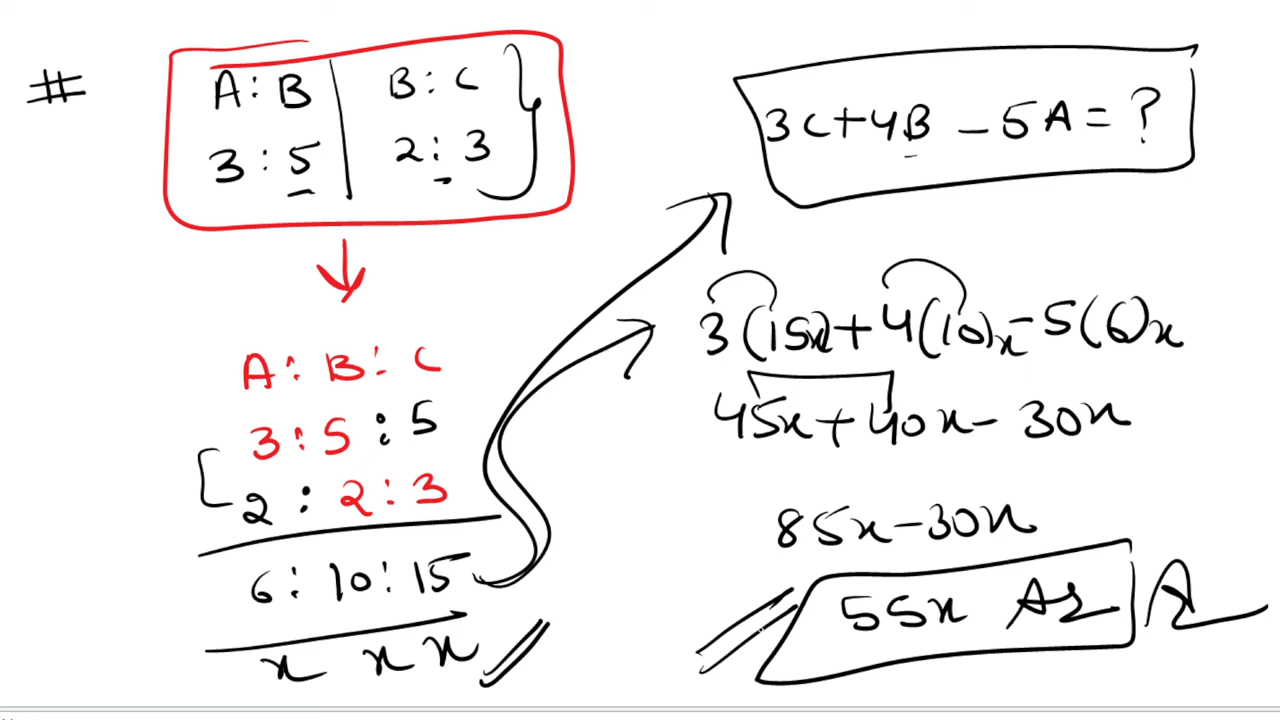 #
A : B | B : C
3 : 5 | 2 : 3
A : B : C
3 : 5 : 5
2 : 2 : 3
6 : 10 : 15
x x x
3C + 4B - 5A = ?
3(15x) + 4(10)x - 5(6)x
45x + 40x - 30x
85x - 30x
55x